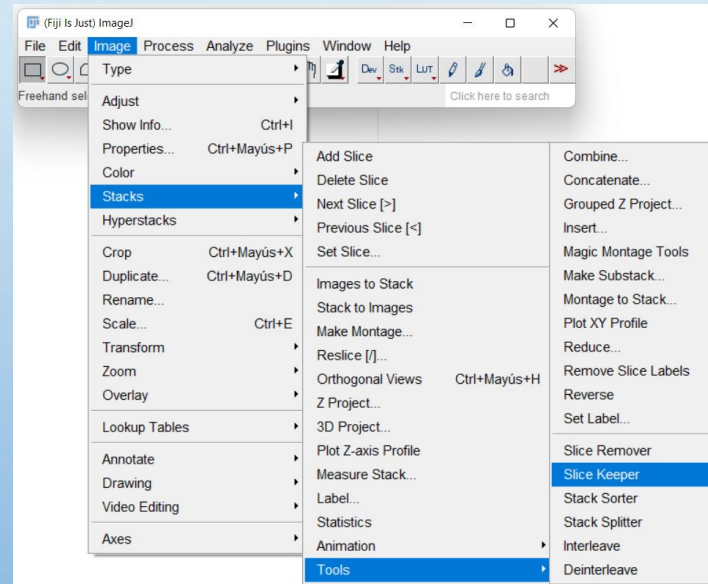 (Fiji Is Just) ImageJ
File Edit Image Process Analyze Plugins Window Help
Dev Stk LUT
Freehand sel
Click here to search
Type
Adjust
Show Info... Ctrl+I
Properties... Ctrl+Mayús+P
Color
Stacks
Hyperstacks
Crop Ctrl+Mayús+X
Duplicate... Ctrl+Mayús+D
Rename...
Scale... Ctrl+E
Transform
Zoom
Overlay
Lookup Tables
Annotate
Drawing
Video Editing
Axes
Add Slice
Delete Slice
Next Slice [>]
Previous Slice [<]
Set Slice...
Images to Stack
Stack to Images
Make Montage...
Reslice [/]...
Orthogonal Views Ctrl+Mayús+H
Z Project...
3D Project...
Plot Z-axis Profile
Measure Stack...
Label...
Statistics
Animation
Tools
Combine...
Concatenate...
Grouped Z Project...
Insert...
Magic Montage Tools
Make Substack...
Montage to Stack...
Plot XY Profile
Reduce...
Remove Slice Labels
Reverse
Set Label...
Slice Remover
Slice Keeper
Stack Sorter
Stack Splitter
Interleave
Deinterleave